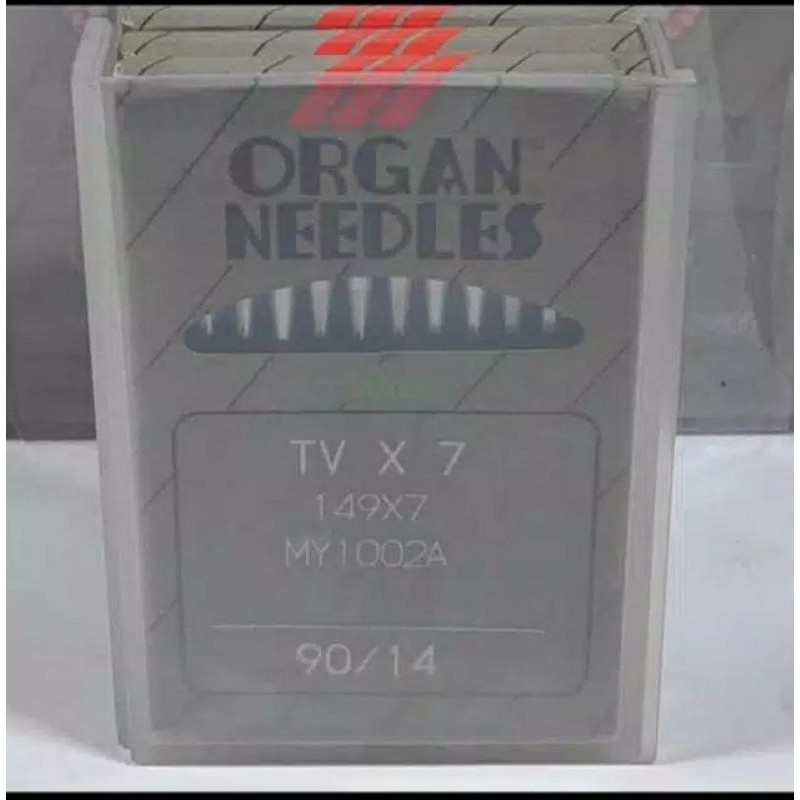 ORGAN
NEEDLES
TV X 7
149X7
MY1002A
90/14